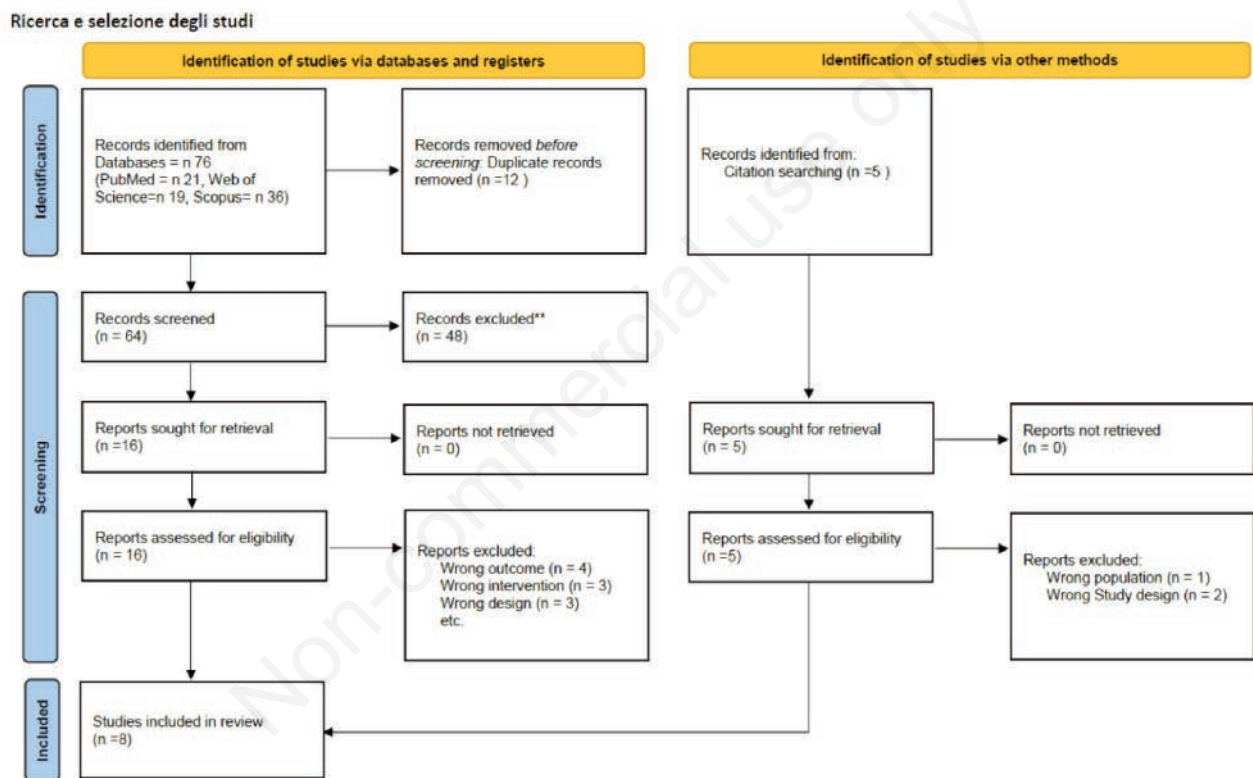 Ricerca e selezione degli studi
Identification of studies via databases and registers
Identification of studies via other methods
Identification
Records identified from
Databases = n 76
(PubMed = n 21, Web of
Science=n 19, Scopus= n 36)
Records removed before
screening: Duplicate records
removed (n =12 )
Records identified from:
Citation searching (n =5 )
Screening
Records screened
(n = 64)
Records excluded**
(n = 48)
Reports sought for retrieval
(n =16)
Reports not retrieved
(n = 0)
Reports sought for retrieval
(n = 5)
Reports not retrieved
(n = 0)
Reports assessed for eligibility
(n = 16)
Reports excluded:
Wrong outcome (n = 4)
Wrong intervention (n = 3)
Wrong design (n = 3)
etc.
Reports assessed for eligibility
(n =5)
Reports excluded:
Wrong population (n = 1)
Wrong Study design (n = 2)
Included
Studies included in review
(n =8)
Non-commercial use only